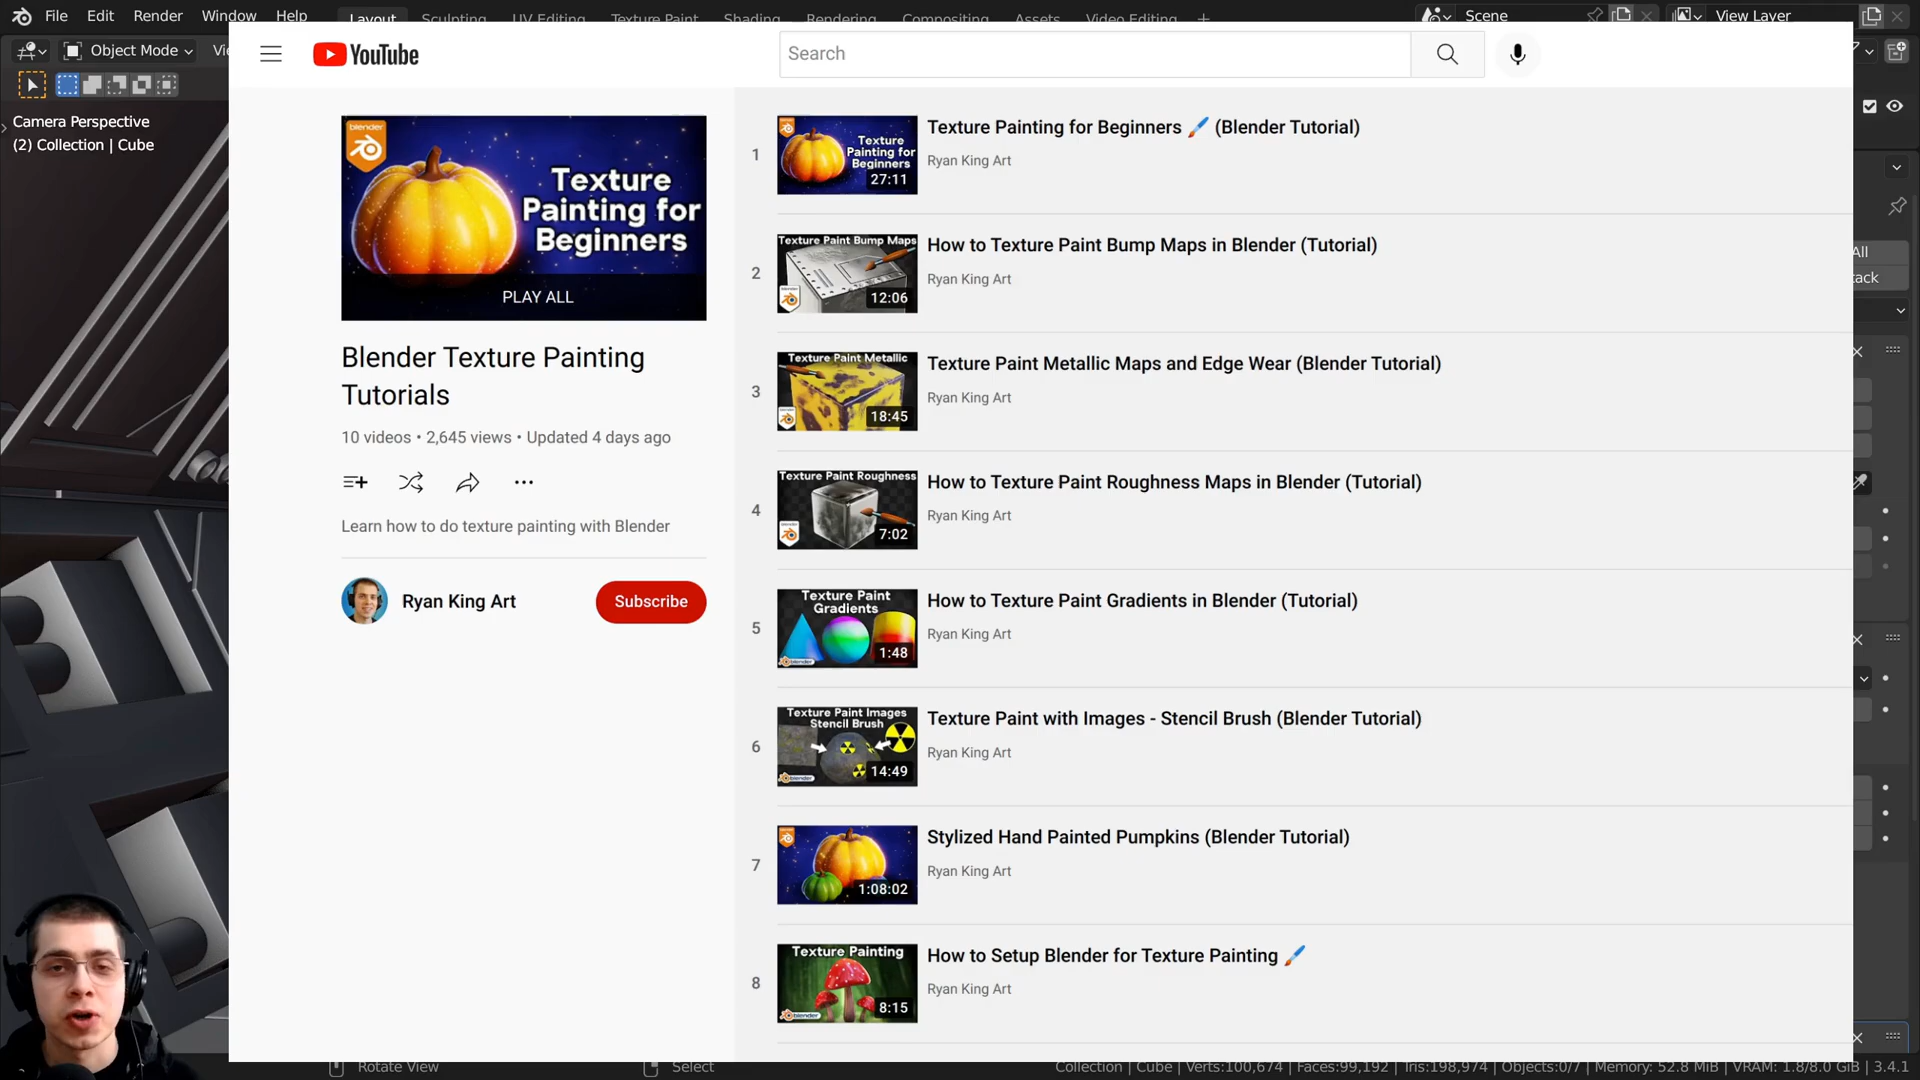 File Edit Render Window Help Layout Sculpting UV Editing Texture Paint Shading Rendering Compositing Assets Video Editing + Scene View Layer
Object Mode
Camera Perspective
(2) Collection | Cube
YouTube
Search
blender
Texture
Painting for
Beginners
PLAY ALL
Blender Texture Painting
Tutorials
10 videos • 2,645 views • Updated 4 days ago
Learn how to do texture painting with Blender
Ryan King Art
Subscribe
1
Texture
Painting for
Beginners
27:11
Texture Painting for Beginners 🖌️ (Blender Tutorial)
Ryan King Art
2
Texture Paint Bump Maps
12:06
How to Texture Paint Bump Maps in Blender (Tutorial)
Ryan King Art
3
Texture Paint Metallic
18:45
Texture Paint Metallic Maps and Edge Wear (Blender Tutorial)
Ryan King Art
4
Texture Paint Roughness
7:02
How to Texture Paint Roughness Maps in Blender (Tutorial)
Ryan King Art
5
Texture Paint
Gradients
blender
1:48
How to Texture Paint Gradients in Blender (Tutorial)
Ryan King Art
6
Texture Paint Images
Stencil Brush
blender
14:49
Texture Paint with Images - Stencil Brush (Blender Tutorial)
Ryan King Art
7
1:08:02
Stylized Hand Painted Pumpkins (Blender Tutorial)
Ryan King Art
8
Texture Painting
blender
8:15
How to Setup Blender for Texture Painting 🖌️
Ryan King Art
All
Rotate View
Select
Collection | Cube | Verts:100,674 | Faces:99,192 | Tris:198,974 | Objects:0/7 | Memory: 52.8 MiB | VRAM: 1.8/8.0 GiB | 3.4.1